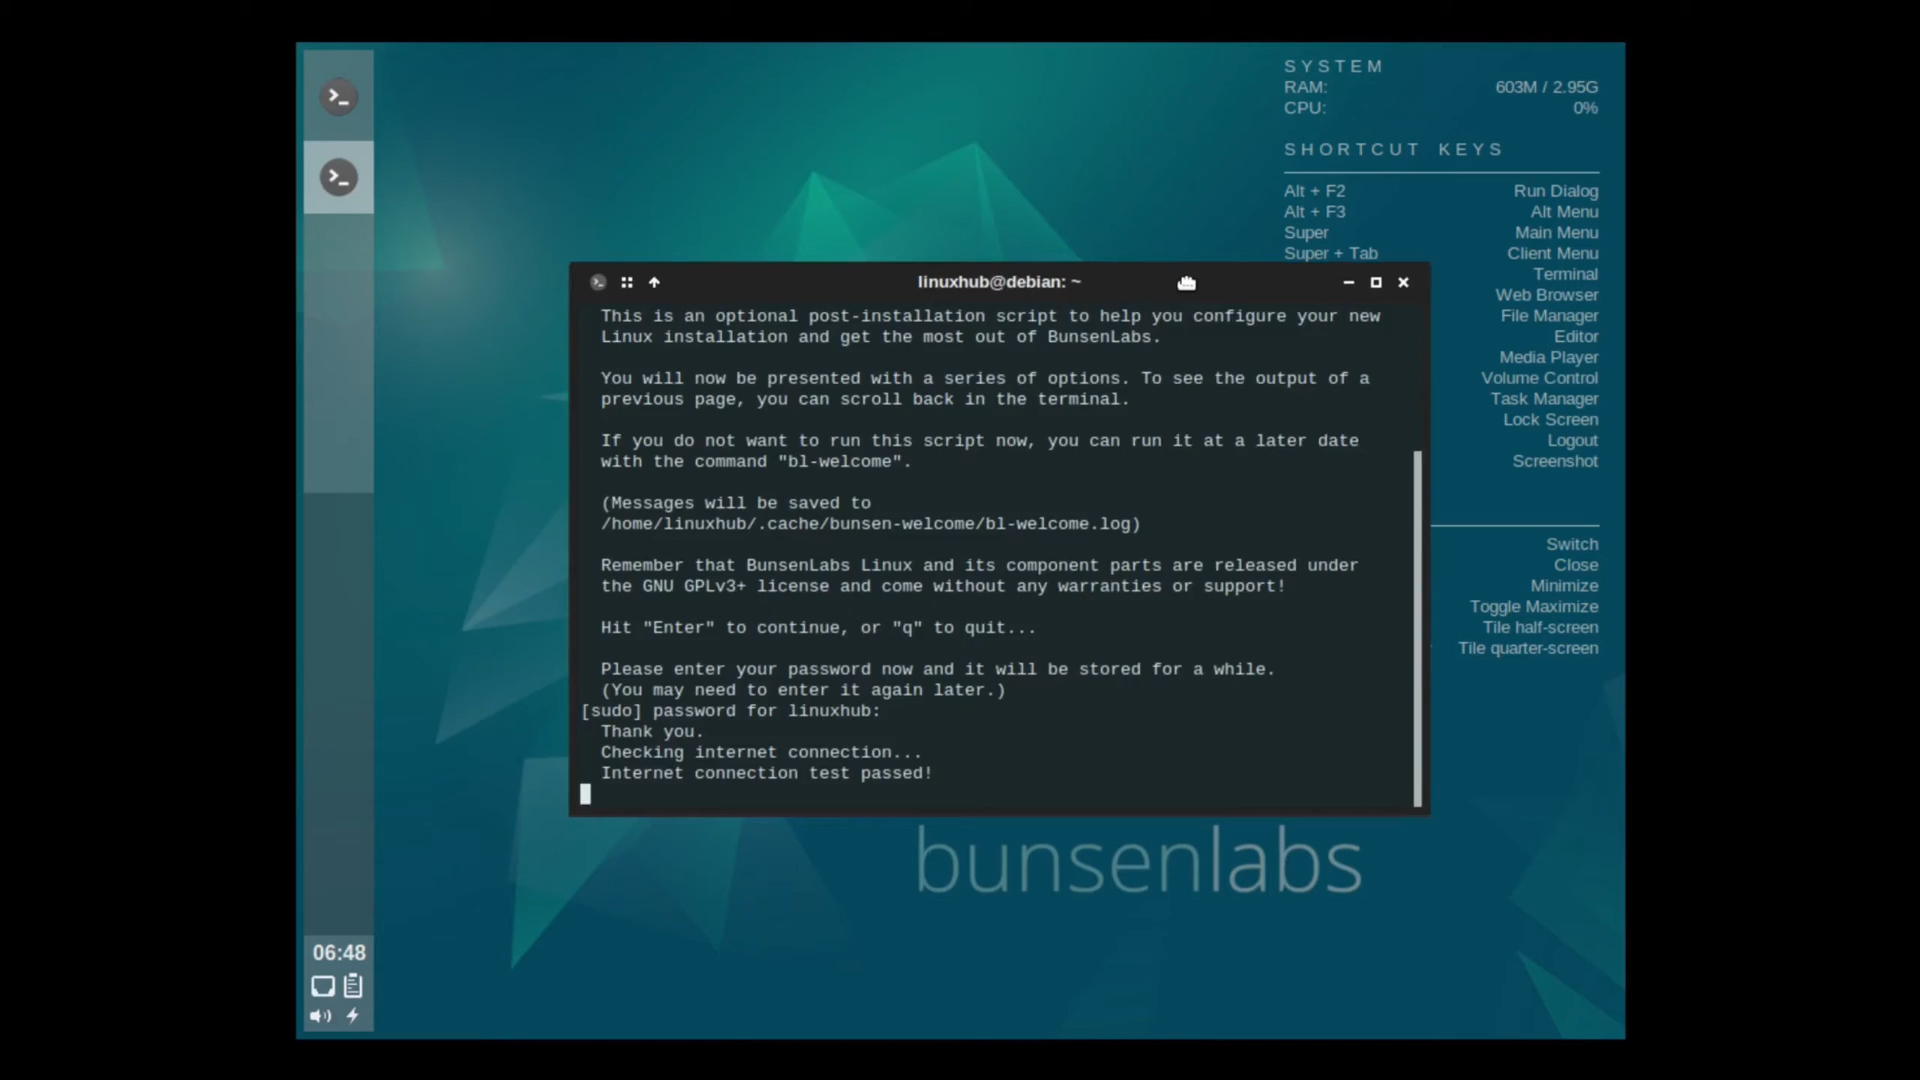 SYSTEM
RAM: 603M / 2.95G
CPU: 0%
SHORTCUT KEYS
Alt + F2 Run Dialog
Alt + F3 Alt Menu
Super Main Menu
Super + Tab Client Menu
Terminal
Web Browser
File Manager
Editor
Media Player
Volume Control
Task Manager
Lock Screen
Logout
Screenshot
Switch
Close
Minimize
Toggle Maximize
Tile half-screen
Tile quarter-screen
linuxhub@debian: ~
This is an optional post-installation script to help you configure your new
Linux installation and get the most out of BunsenLabs.
You will now be presented with a series of options. To see the output of a
previous page, you can scroll back in the terminal.
If you do not want to run this script now, you can run it at a later date
with the command "bl-welcome".
(Messages will be saved to
/home/linuxhub/.cache/bunsen-welcome/bl-welcome.log)
Remember that BunsenLabs Linux and its component parts are released under
the GNU GPLv3+ license and come without any warranties or support!
Hit "Enter" to continue, or "q" to quit...
Please enter your password now and it will be stored for a while.
(You may need to enter it again later.)
[sudo] password for linuxhub:
Thank you.
Checking internet connection...
Internet connection test passed!
bunsenlabs
06:48